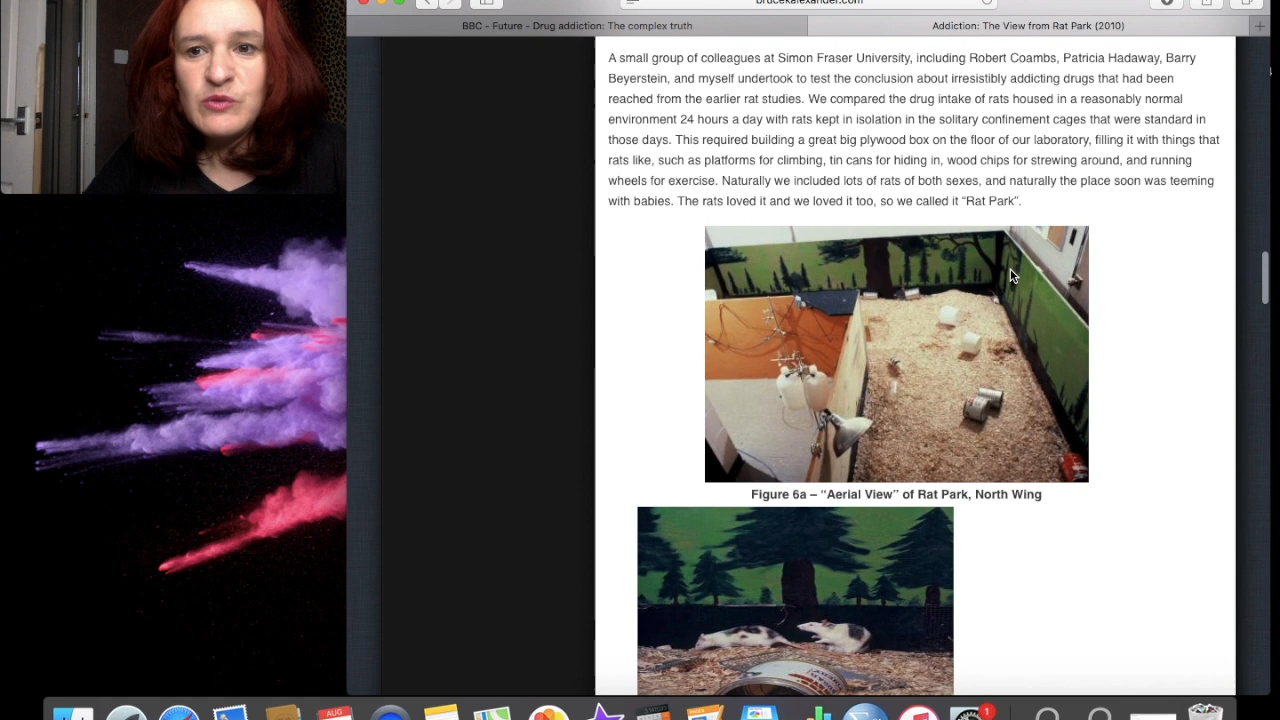 brucekalexander.com
BBC - Future - Drug addiction: The complex truth
Addiction: The View from Rat Park (2010)
A small group of colleagues at Simon Fraser University, including Robert Coambs, Patricia Hadaway, Barry
Beyerstein, and myself undertook to test the conclusion about irresistibly addicting drugs that had been
reached from the earlier rat studies. We compared the drug intake of rats housed in a reasonably normal
environment 24 hours a day with rats kept in isolation in the solitary confinement cages that were standard in
those days. This required building a great big plywood box on the floor of our laboratory, filling it with things that
rats like, such as platforms for climbing, tin cans for hiding in, wood chips for strewing around, and running
wheels for exercise. Naturally we included lots of rats of both sexes, and naturally the place soon was teeming
with babies. The rats loved it and we loved it too, so we called it “Rat Park”.
Figure 6a – “Aerial View” of Rat Park, North Wing
AUG
1